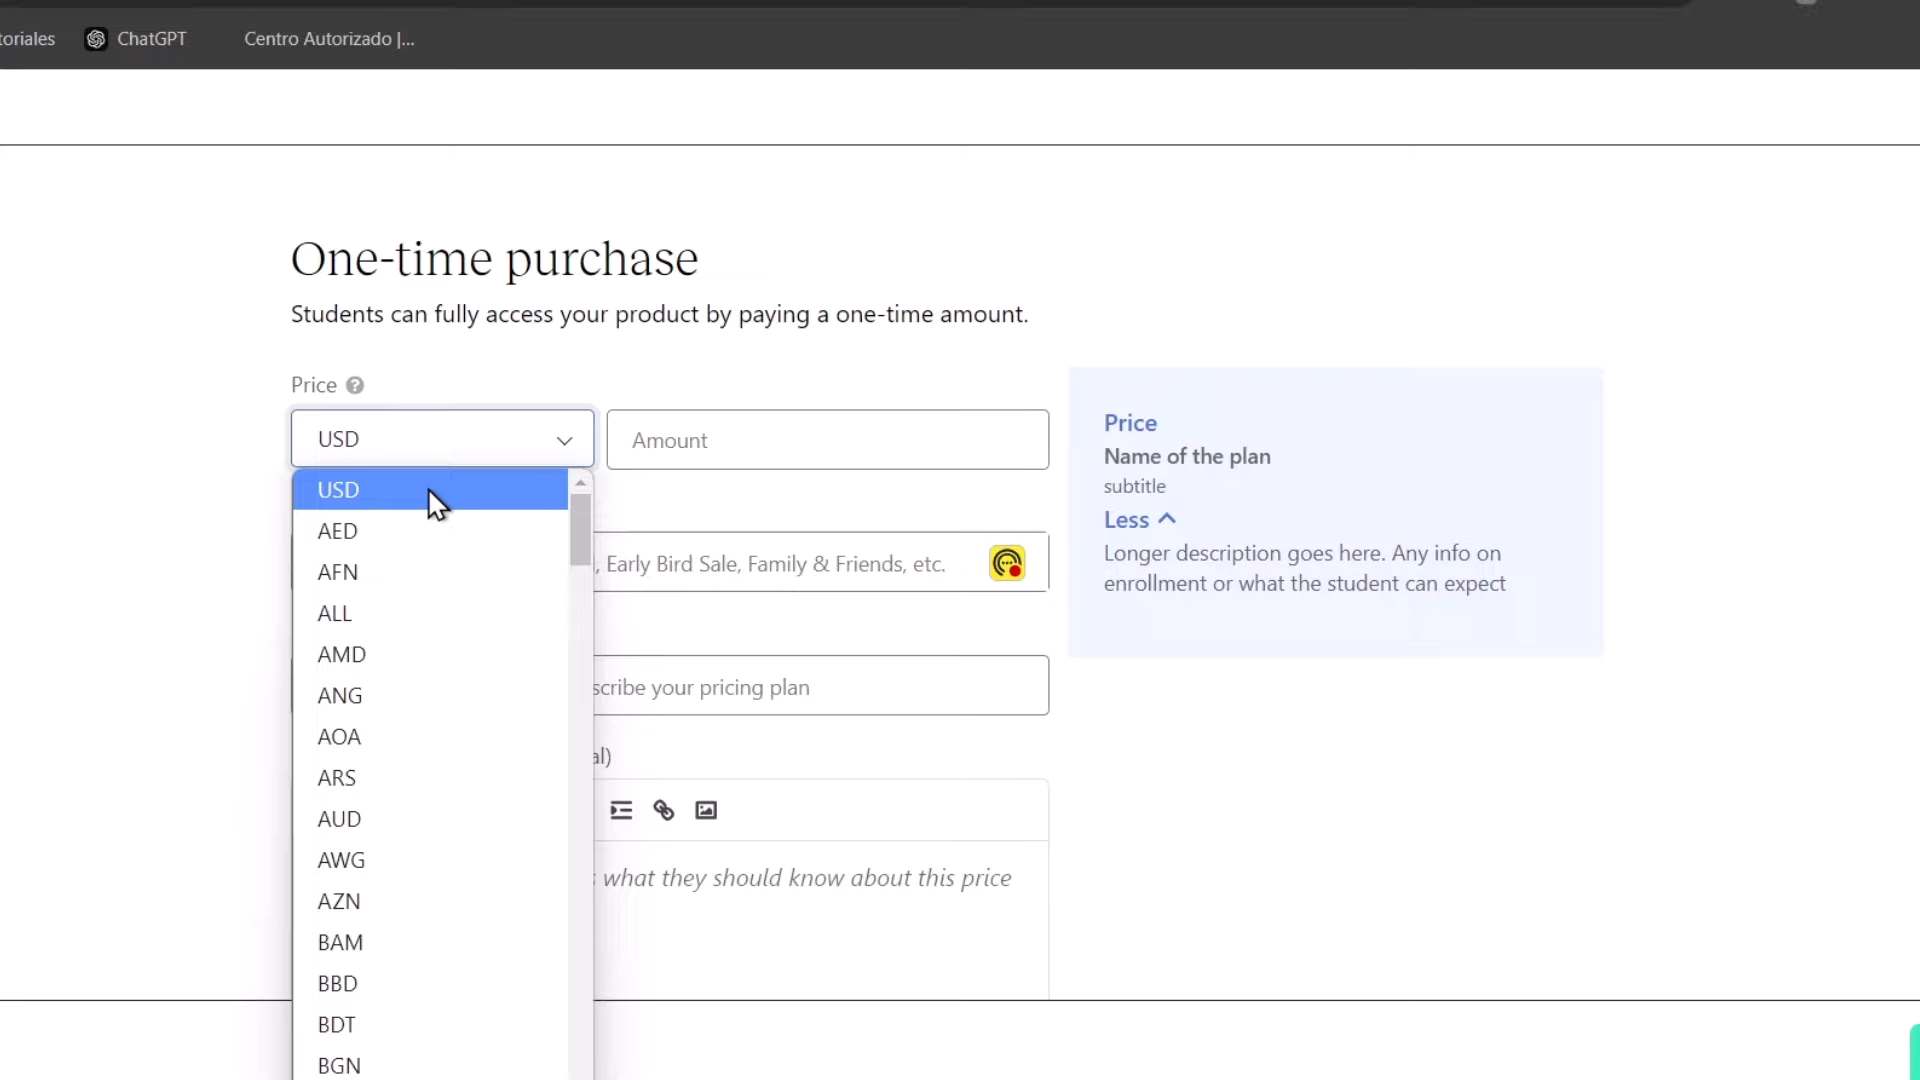 toriales ChatGPT Centro Autorizado |...
One-time purchase
Students can fully access your product by paying a one-time amount.
Price
USD
Amount
USD
AED
AFN
ALL
AMD
ANG
AOA
ARS
AUD
AWG
AZN
BAM
BBD
BDT
BGN
, Early Bird Sale, Family & Friends, etc.
scribe your pricing plan
al)
what they should know about this price
Price
Name of the plan
subtitle
Less
Longer description goes here. Any info on
enrollment or what the student can expect